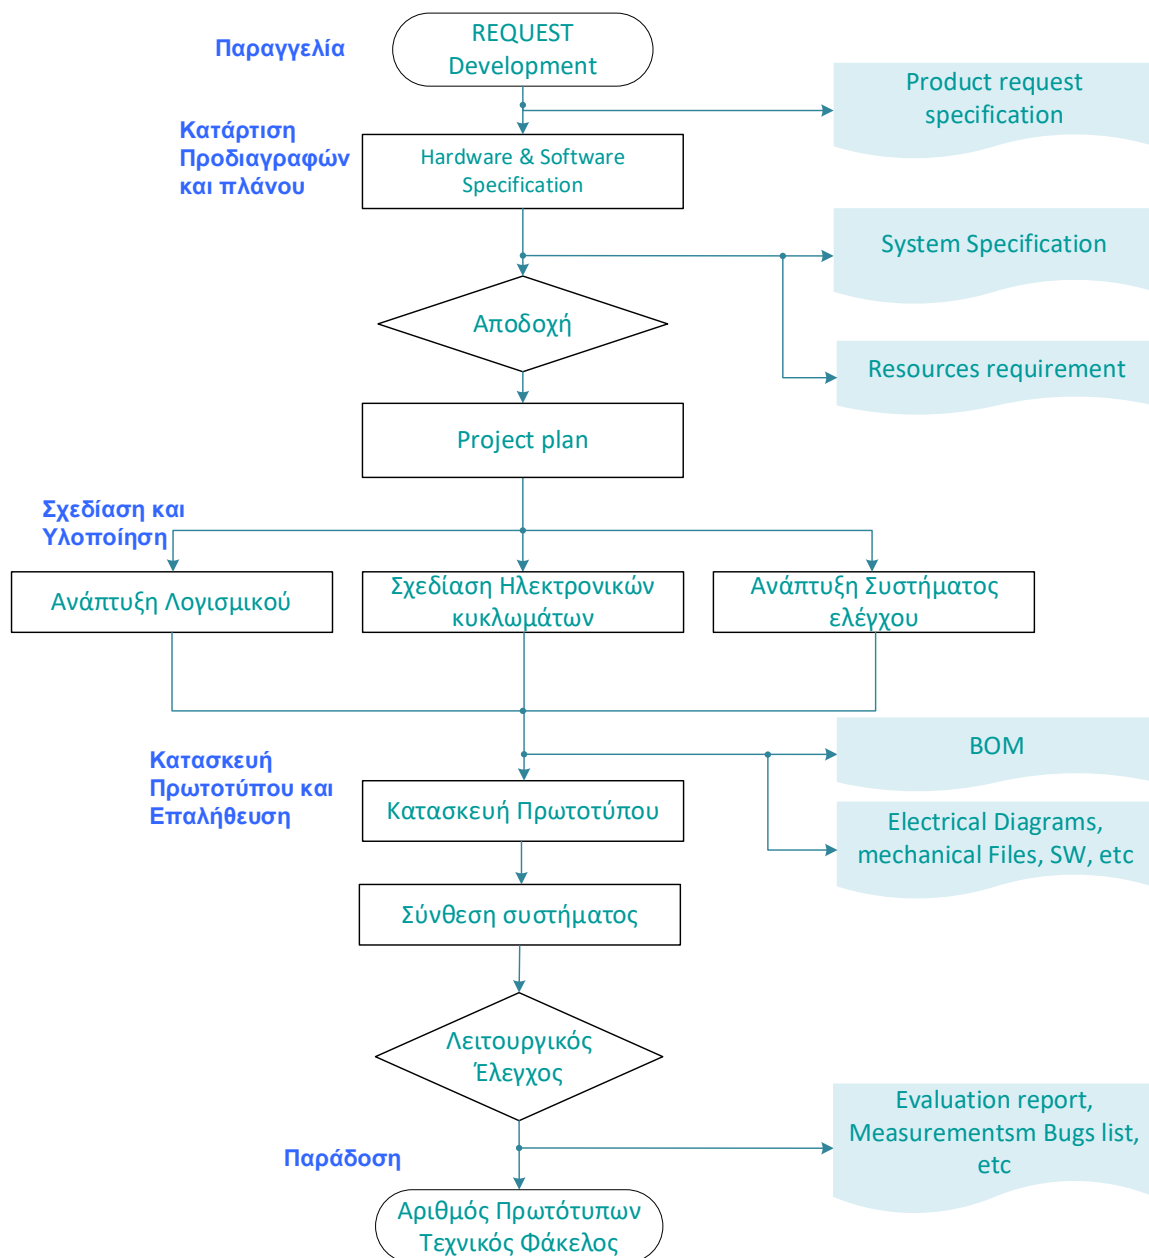 Παραγγελία
REQUEST
Development
Product request
specification
Κατάρτιση
Προδιαγραφών
και πλάνου
Hardware & Software
Specification
System Specification
Αποδοχή
Resources requirement
Project plan
Σχεδίαση και
Υλοποίηση
Ανάπτυξη Λογισμικού
Σχεδίαση Ηλεκτρονικών
κυκλωμάτων
Ανάπτυξη Συστήματος
ελέγχου
BOM
Κατασκευή
Πρωτοτύπου και
Επαλήθευση
Κατασκευή Πρωτοτύπου
Electrical Diagrams,
mechanical Files, SW, etc
Σύνθεση συστήματος
Λειτουργικός
Έλεγχος
Evaluation report,
Measurementsm Bugs list,
etc
Παράδοση
Αριθμός Πρωτότυπων
Τεχνικός Φάκελος